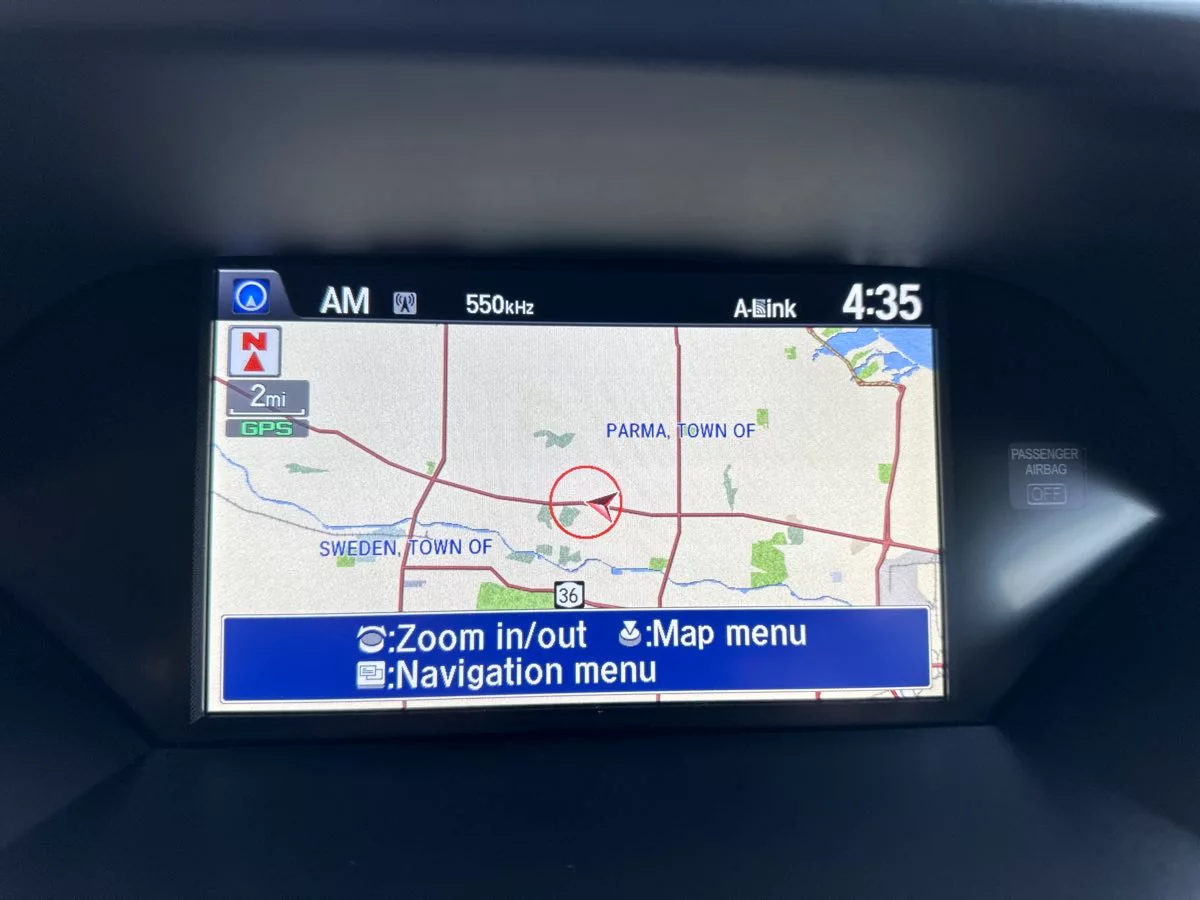 AM 550kHz A-Link 4:35
N
2mi
GPS
PARMA, TOWN OF
SWEDEN, TOWN OF
36
:Zoom in/out :Map menu
:Navigation menu
PASSENGER
AIRBAG
OFF